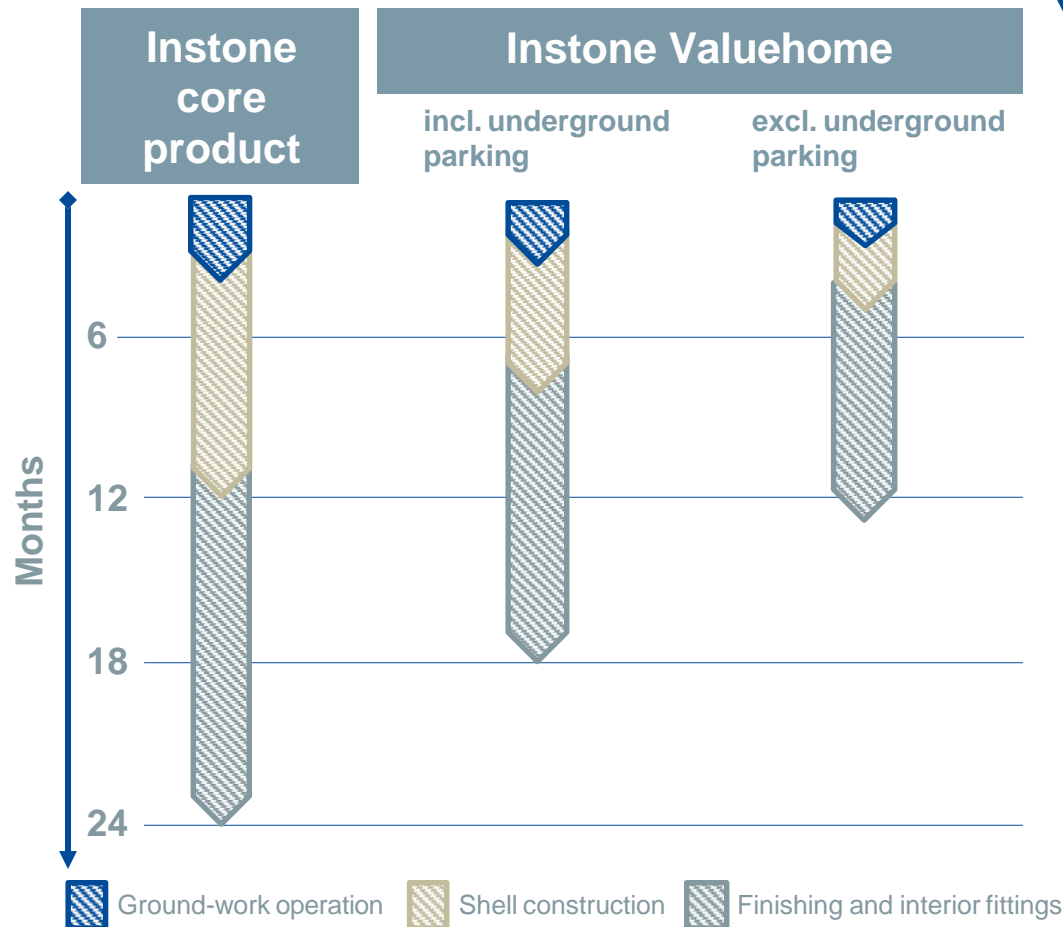 Instone
core
product
Instone Valuehome
incl. underground
parking
excl. underground
parking
Months
6
12
18
24
Ground-work operation
Shell construction
Finishing and interior fittings